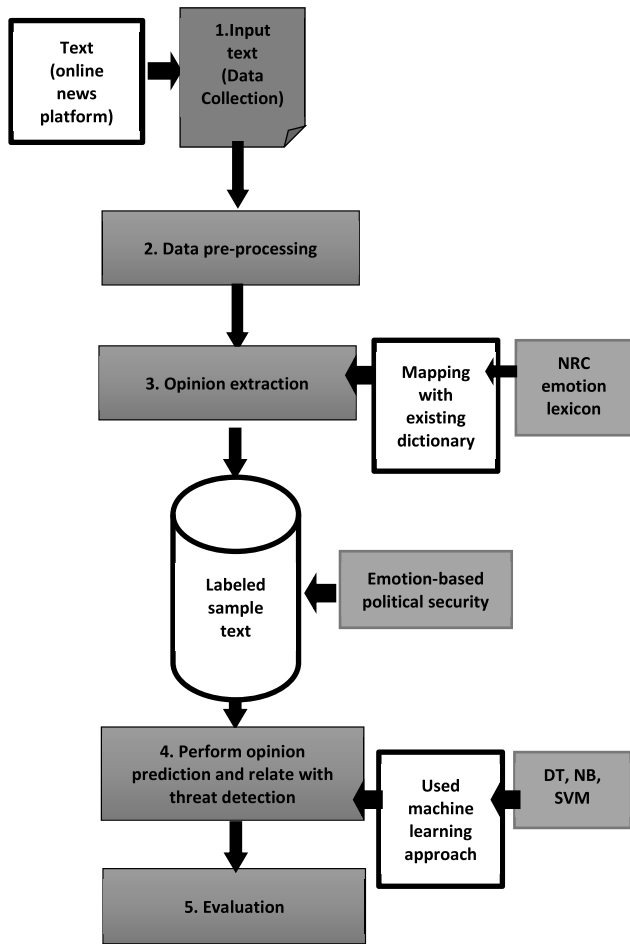 Text
(online
news
platform)
1.Input
text
(Data
Collection)
2. Data pre-processing
3. Opinion extraction
Mapping
with
existing
dictionary
NRC
emotion
lexicon
Labeled
sample
text
Emotion-based
political security
4. Perform opinion
prediction and relate with
threat detection
Used
machine
learning
approach
DT, NB,
SVM
5. Evaluation